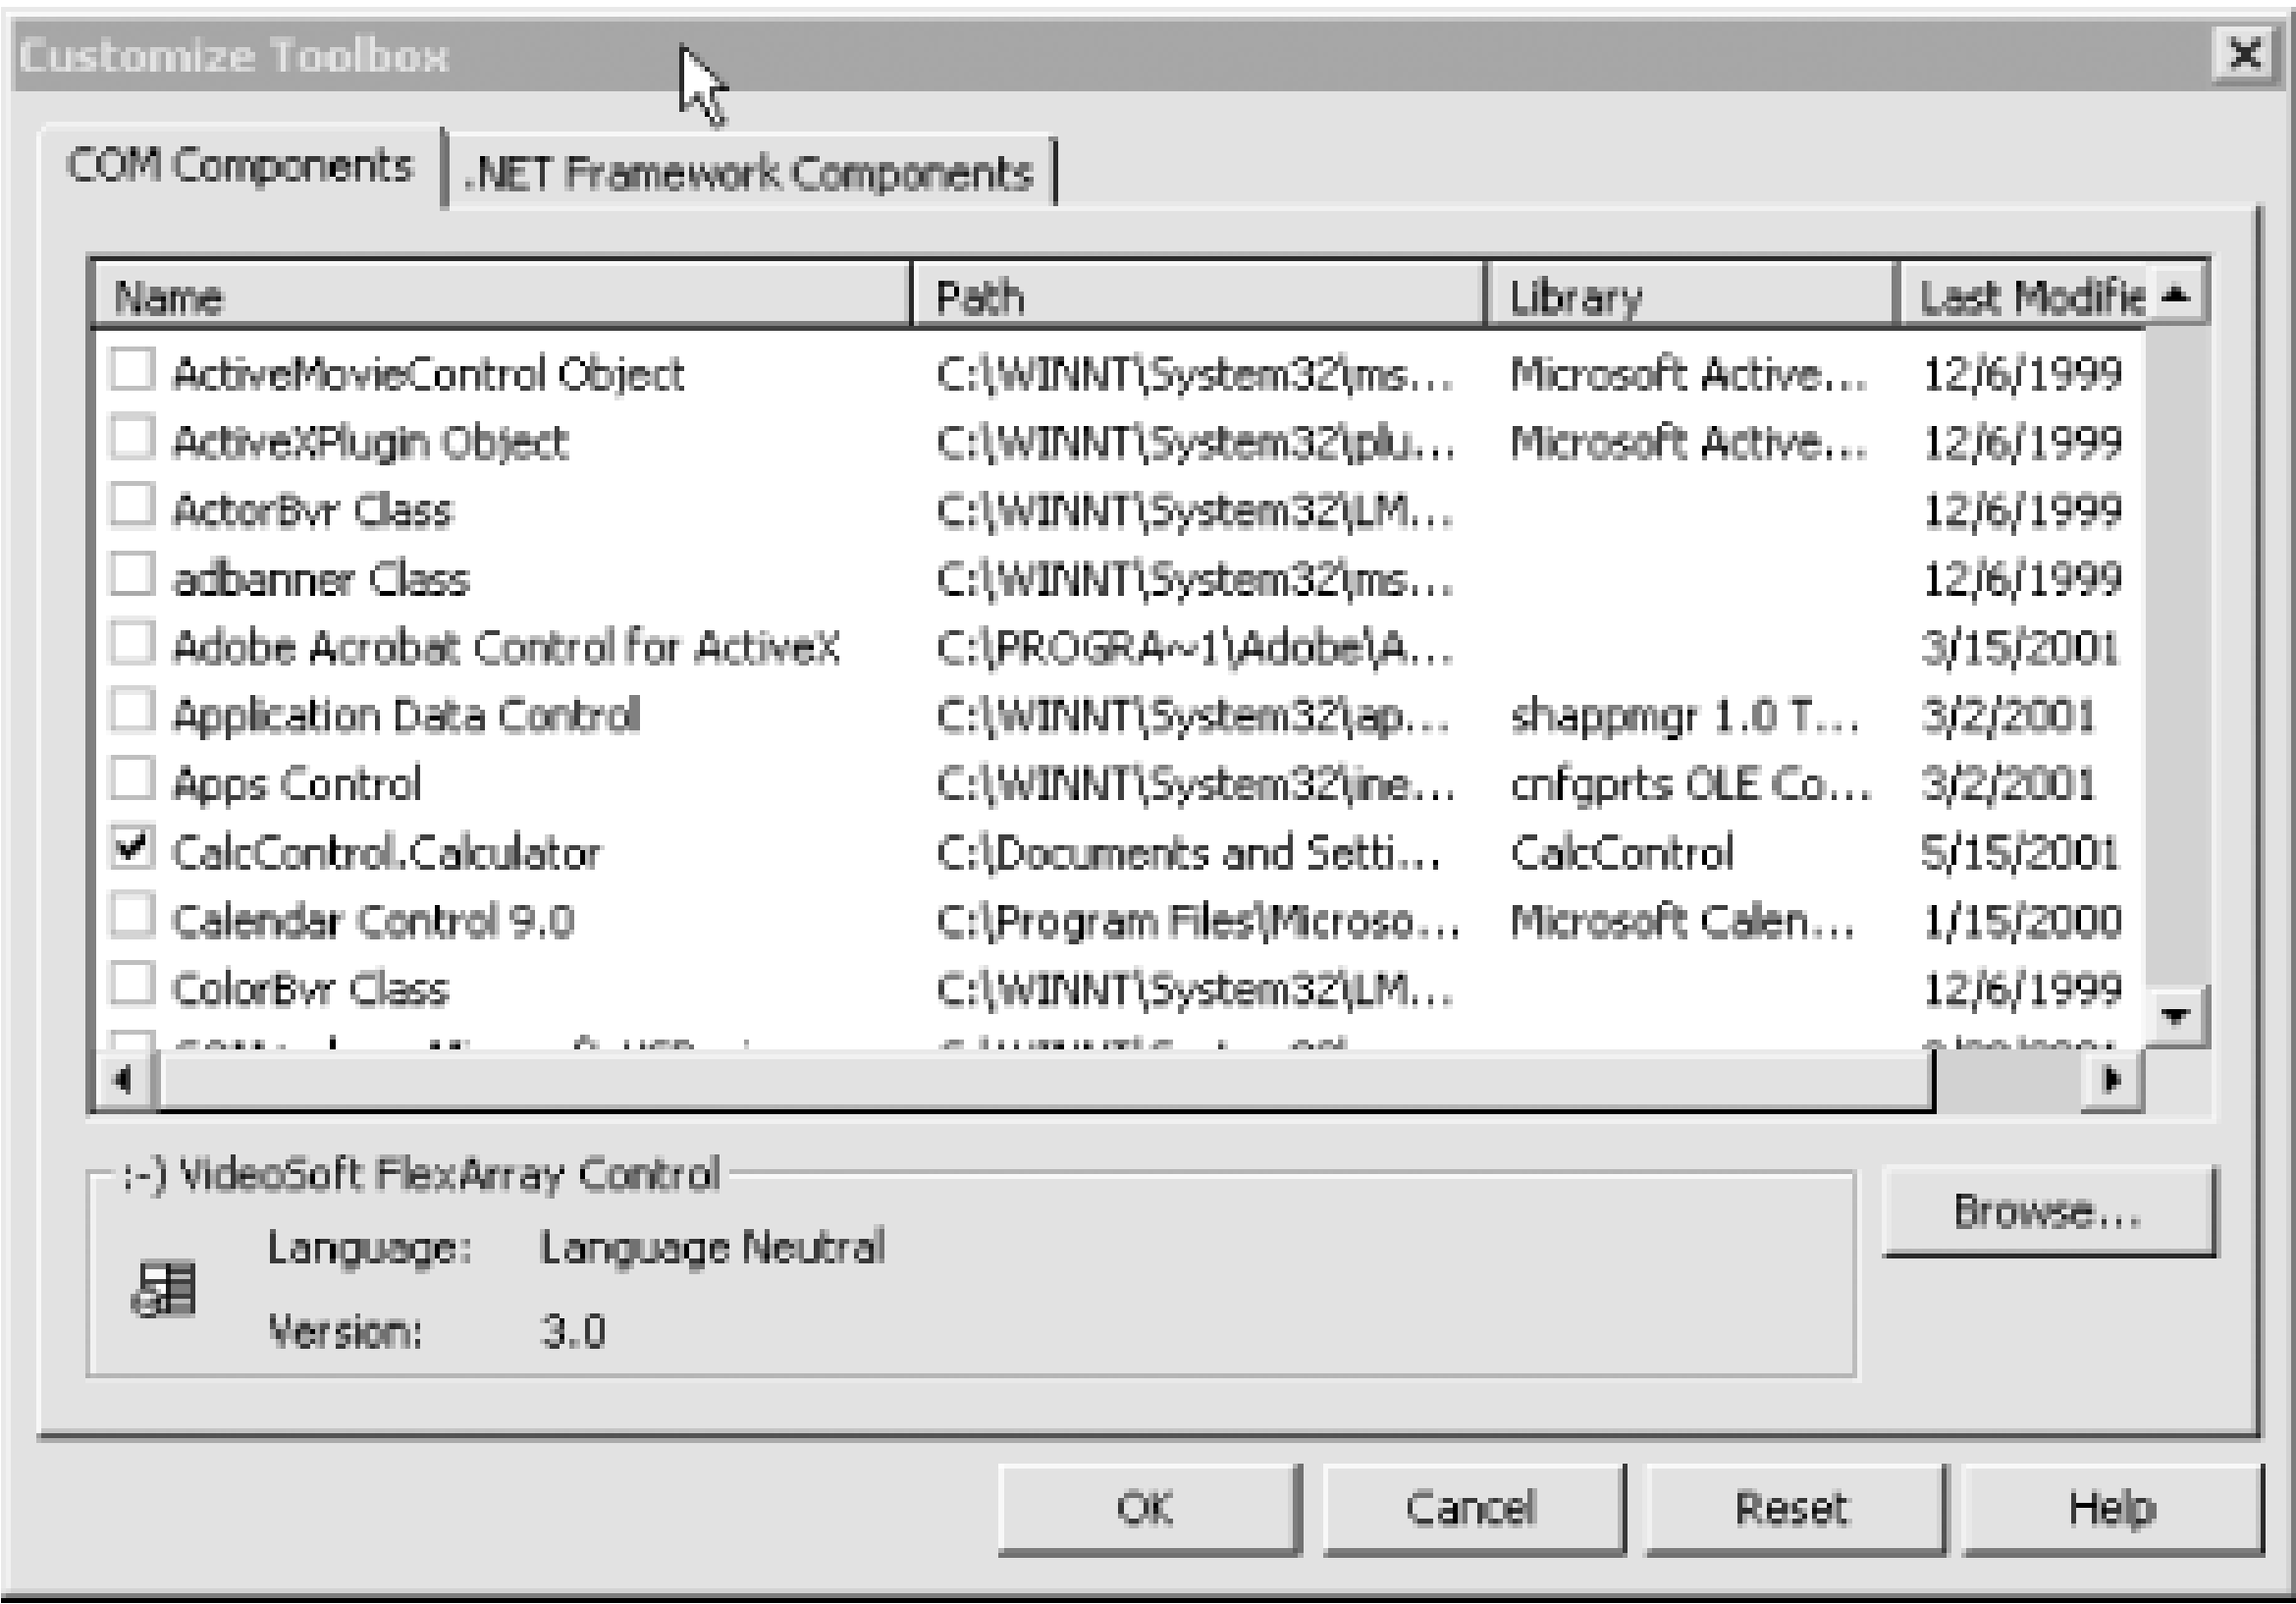 Customize Toolbox
COM Components .NET Framework Components
Name Path Library Last Modifie
ActiveMovieControl Object C:\WINNT\System32\ms... Microsoft Active... 12/6/1999
ActiveXPlugin Object C:\WINNT\System32\plu... Microsoft Active... 12/6/1999
ActorBvr Class C:\WINNT\System32\LM... 12/6/1999
adbanner Class C:\WINNT\System32\ms... 12/6/1999
Adobe Acrobat Control for ActiveX C:\PROGRA~1\Adobe\A... 3/15/2001
Application Data Control C:\WINNT\System32\ap... shappmgr 1.0 T... 3/2/2001
Apps Control C:\WINNT\System32\ine... cnfgprts OLE Co... 3/2/2001
CalcControl.Calculator C:\Documents and Setti... CalcControl 5/15/2001
Calendar Control 9.0 C:\Program Files\Microso... Microsoft Calen... 1/15/2000
ColorBvr Class C:\WINNT\System32\LM... 12/6/1999
:-) VideoSoft FlexArray Control
Browse...
Language: Language Neutral
Version: 3.0
OK Cancel Reset Help